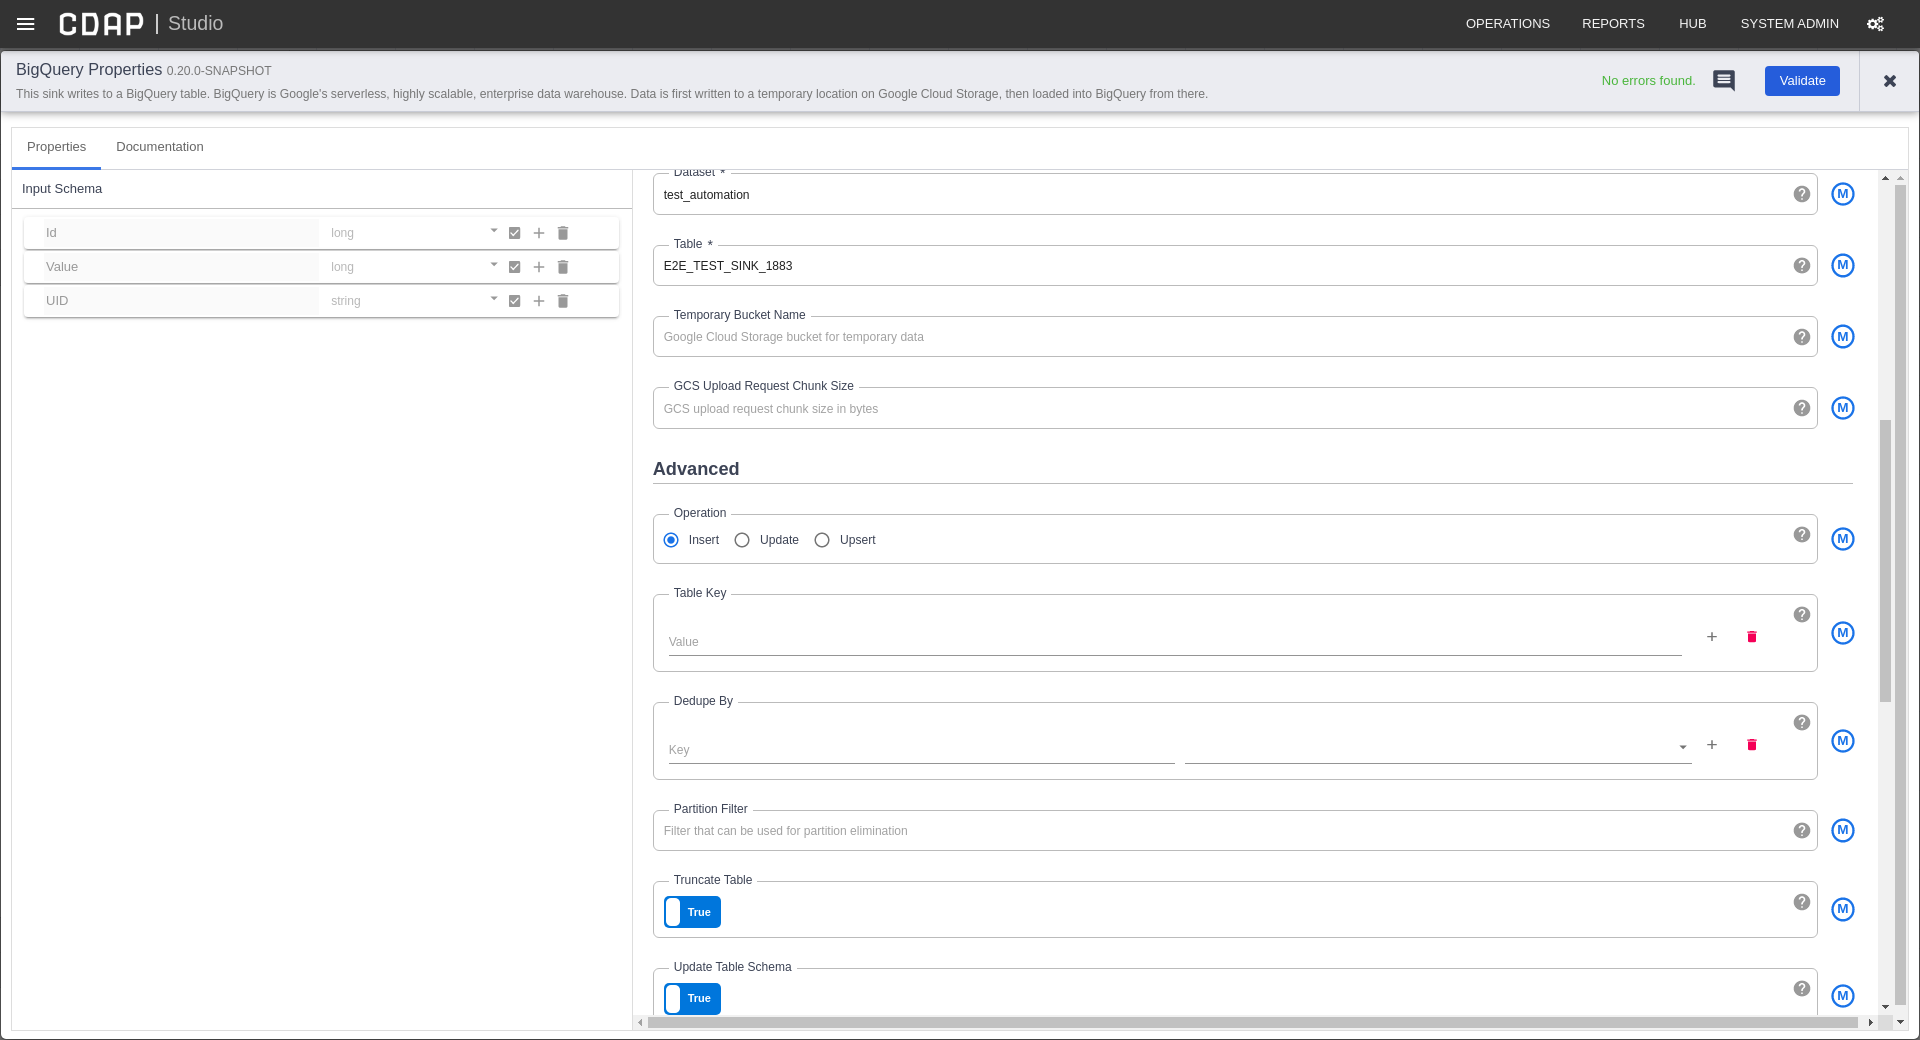 CDAP | Studio
OPERATIONS REPORTS HUB SYSTEM ADMIN
BigQuery Properties 0.20.0-SNAPSHOT
This sink writes to a BigQuery table. BigQuery is Google's serverless, highly scalable, enterprise data warehouse. Data is first written to a temporary location on Google Cloud Storage, then loaded into BigQuery from there.
No errors found.
Validate
Properties Documentation
Input Schema
Id long
Value long
UID string
Dataset *
test_automation
M
Table *
E2E_TEST_SINK_1883
M
Temporary Bucket Name
Google Cloud Storage bucket for temporary data
M
GCS Upload Request Chunk Size
GCS upload request chunk size in bytes
M
Advanced
Operation
Insert Update Upsert
M
Table Key
Value
M
Dedupe By
Key
M
Partition Filter
Filter that can be used for partition elimination
M
Truncate Table
True
M
Update Table Schema
True
M